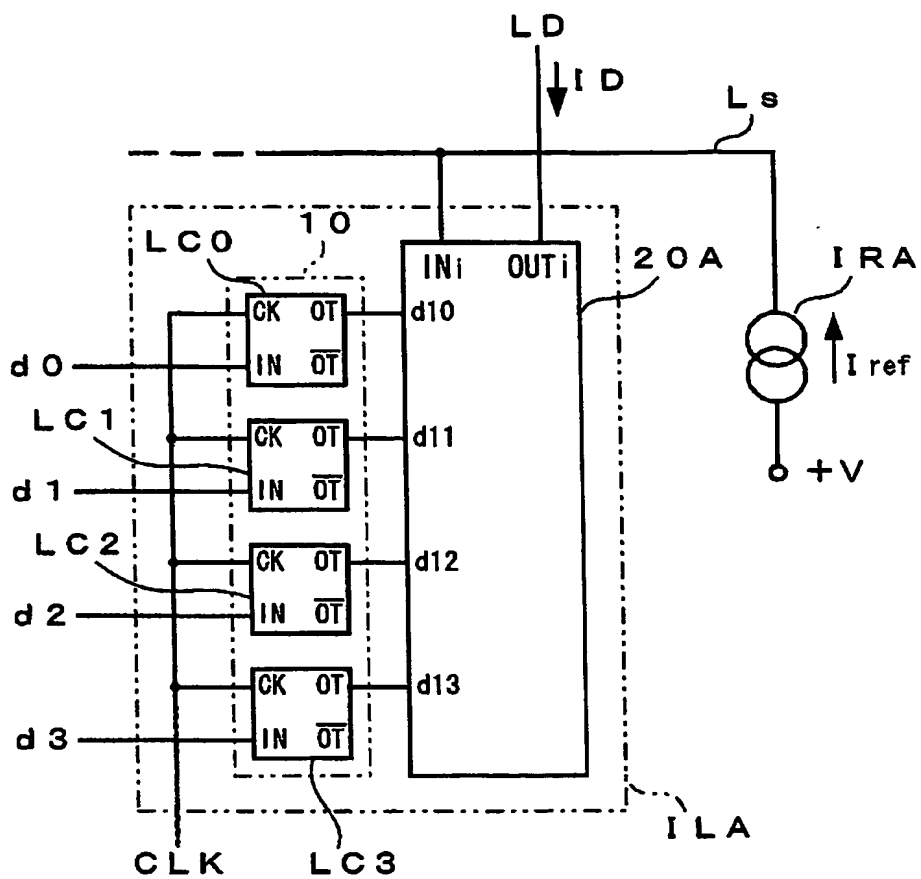 LD
ID
Ls
10
LC0
INi OUTi
20A
IRA
CK OT
d10
d0
IN OT̅
Iref
LC1
CK OT
d11
d1
IN OT̅
+V
LC2
CK OT
d12
d2
IN OT̅
CK OT
d13
d3
IN OT̅
ILA
CLK
LC3